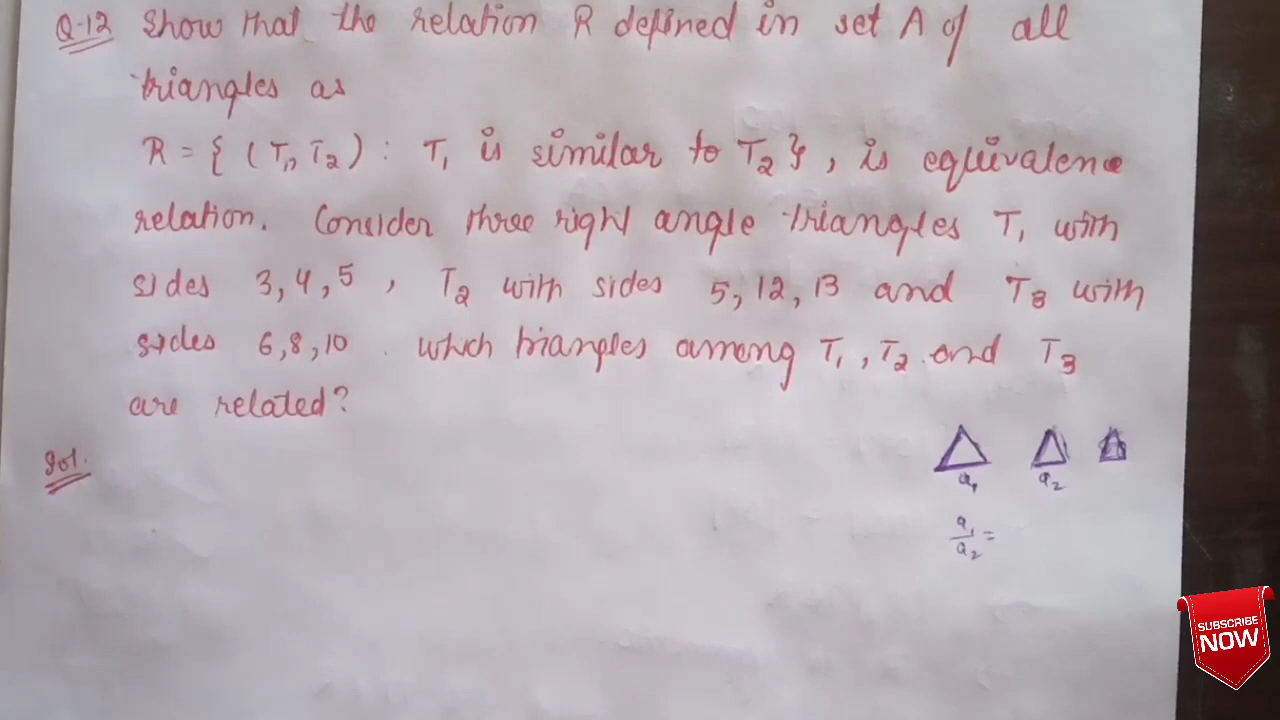 Q-12 Show that the relation R defined in set A of all
triangles as
R = { (T1, T2) : T1 is similar to T2 }, is equivalence
relation. Consider three right angle triangles T1 with
sides 3,4,5 , T2 with sides 5,12,13 and T3 with
sides 6,8,10 . which triangles among T1, T2 and T3
are related?
Sol.
a1 a2
a1/a2 =
SUBSCRIBE
NOW